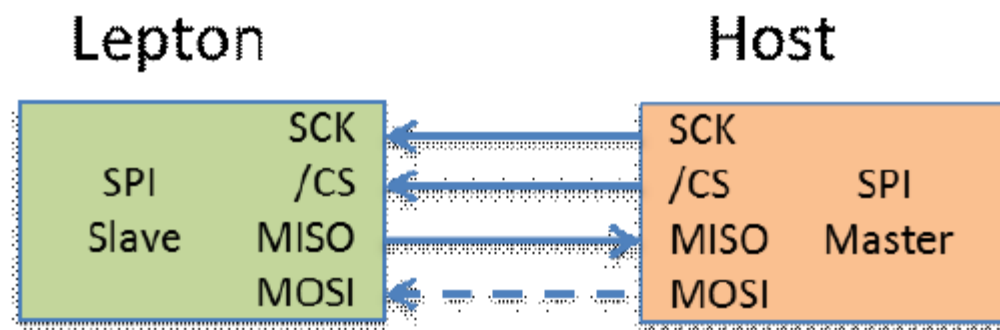 Lepton
Host
SCK
SPI /CS
Slave MISO
MOSI
SCK
/CS SPI
MISO Master
MOSI